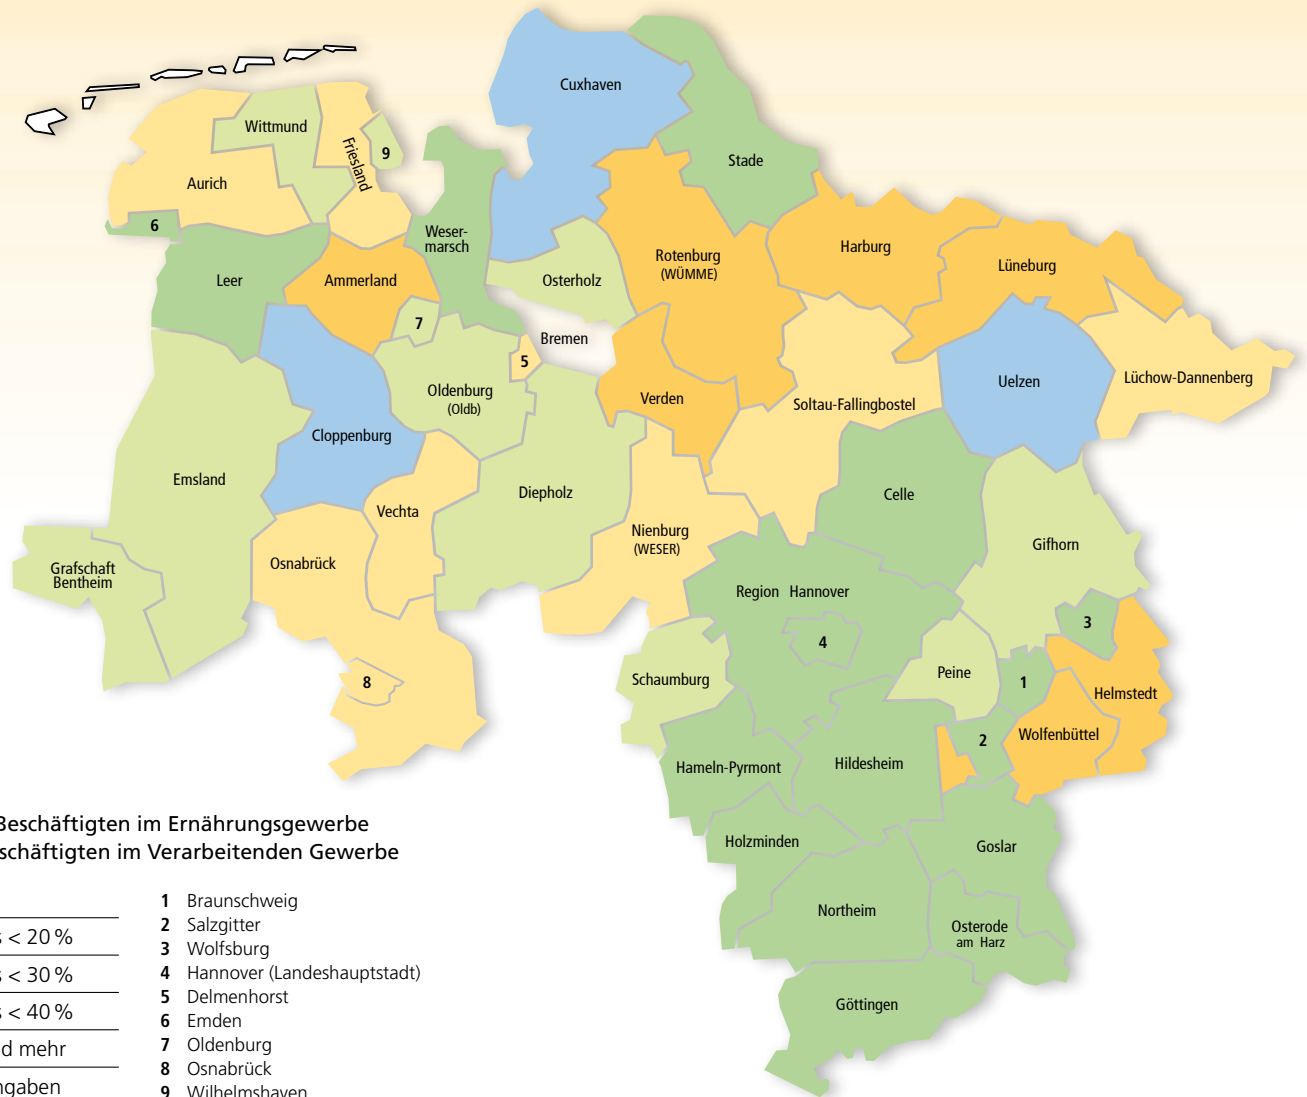 Cuxhaven
Wittmund
Friesland
9
Stade
Aurich
6
Weser-
marsch
Rotenburg
(WÜMME)
Harburg
Lüneburg
Leer
Ammerland
Osterholz
7
Bremen
5
Oldenburg
(Oldb)
Verden
Soltau-Fallingbostel
Uelzen
Lüchow-Dannenberg
Cloppenburg
Emsland
Vechta
Diepholz
Celle
Nienburg
(WESER)
Gifhorn
Grafschaft
Bentheim
Osnabrück
Region Hannover
4
3
8
Schaumburg
Peine
1
Helmstedt
2
Wolfenbüttel
Hameln-Pyrmont
Hildesheim
Holzminden
Goslar
Northeim
Osterode
am Harz
Göttingen
Beschäftigten im Ernährungsgewerbe
schäftigten im Verarbeitenden Gewerbe
s < 20 %
s < 30 %
s < 40 %
d mehr
ngaben
1 Braunschweig
2 Salzgitter
3 Wolfsburg
4 Hannover (Landeshauptstadt)
5 Delmenhorst
6 Emden
7 Oldenburg
8 Osnabrück
9 Wilhelmshaven